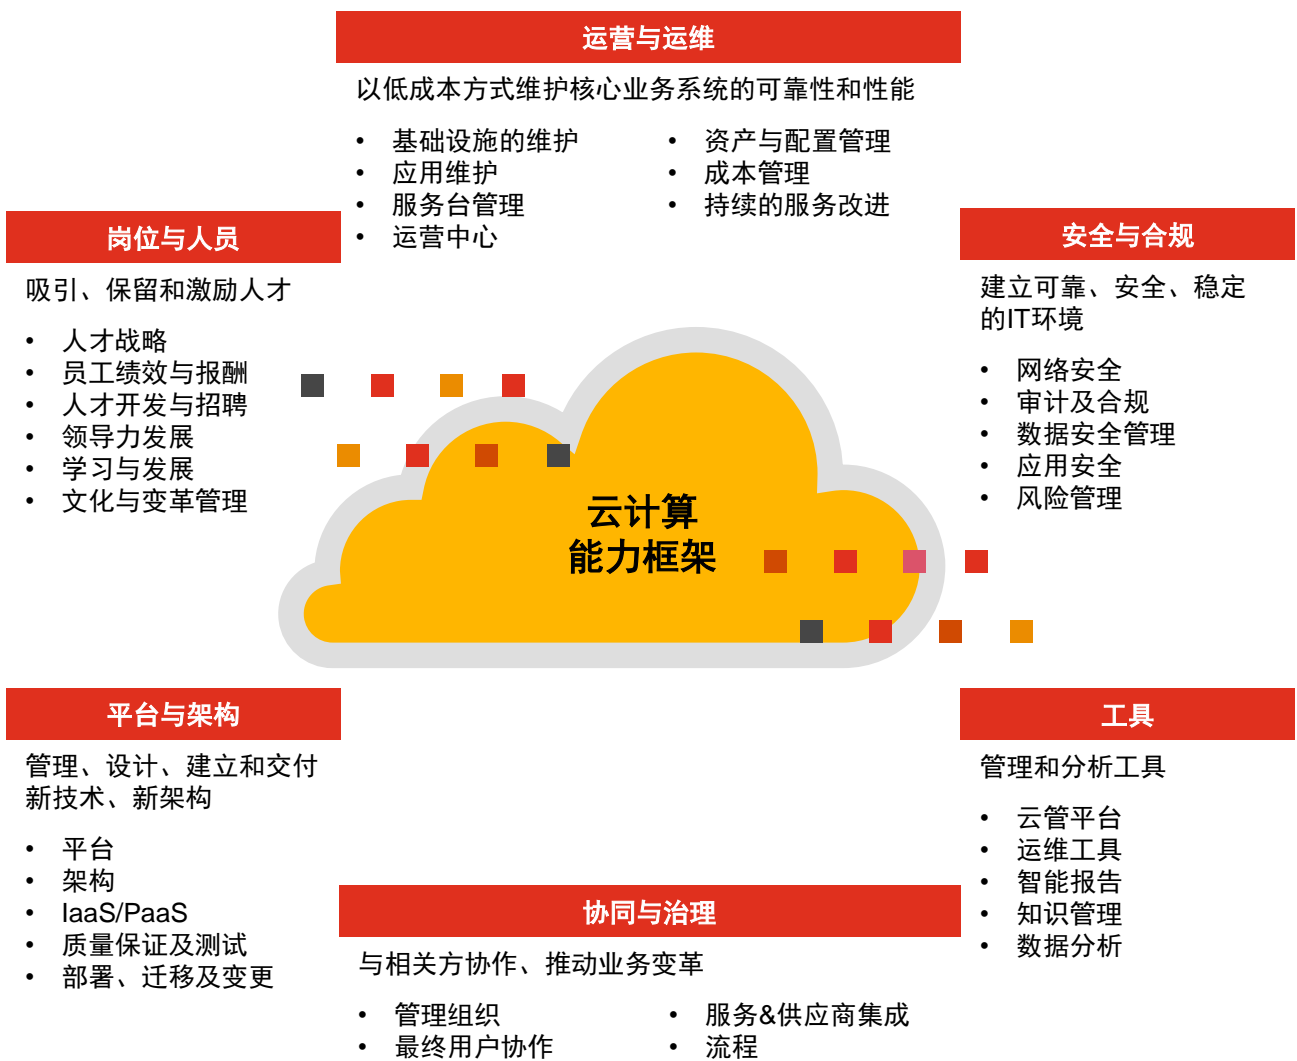 运营与运维
以低成本方式维护核心业务系统的可靠性和性能
• 基础设施的维护
• 应用维护
• 服务台管理
• 运营中心
• 资产与配置管理
• 成本管理
• 持续的服务改进
岗位与人员
吸引、保留和激励人才
• 人才战略
• 员工绩效与报酬
• 人才开发与招聘
• 领导力发展
• 学习与发展
• 文化与变革管理
安全与合规
建立可靠、安全、稳定
的IT环境
• 网络安全
• 审计及合规
• 数据安全管理
• 应用安全
• 风险管理
云计算
能力框架
平台与架构
管理、设计、建立和交付
新技术、新架构
• 平台
• 架构
• IaaS/PaaS
• 质量保证及测试
• 部署、迁移及变更
工具
管理和分析工具
• 云管平台
• 运维工具
• 智能报告
• 知识管理
• 数据分析
协同与治理
与相关方协作、推动业务变革
• 管理组织
• 最终用户协作
• 服务&供应商集成
• 流程